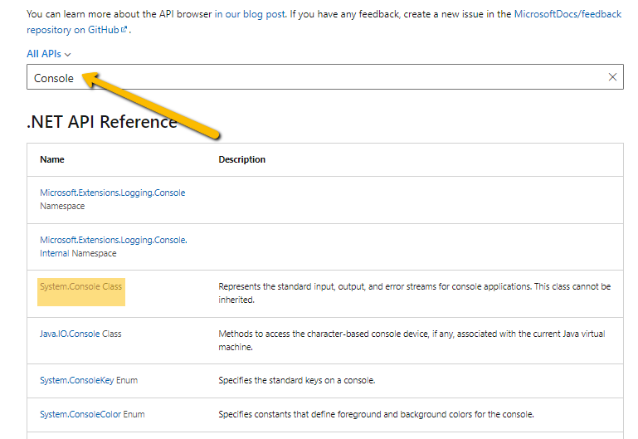 You can learn more about the API browser in our blog post. If you have any feedback, create a new issue in the MicrosoftDocs/feedback
repository on GitHub.
All APIs
Console
.NET API Reference
Name Description
Microsoft.Extensions.Logging.Console
Namespace
Microsoft.Extensions.Logging.Console.
Internal Namespace
System.Console Class Represents the standard input, output, and error streams for console applications. This class cannot be
inherited.
Java.IO.Console Class Methods to access the character-based console device, if any, associated with the current Java virtual
machine.
System.ConsoleKey Enum Specifies the standard keys on a console.
System.ConsoleColor Enum Specifies constants that define foreground and background colors for the console.